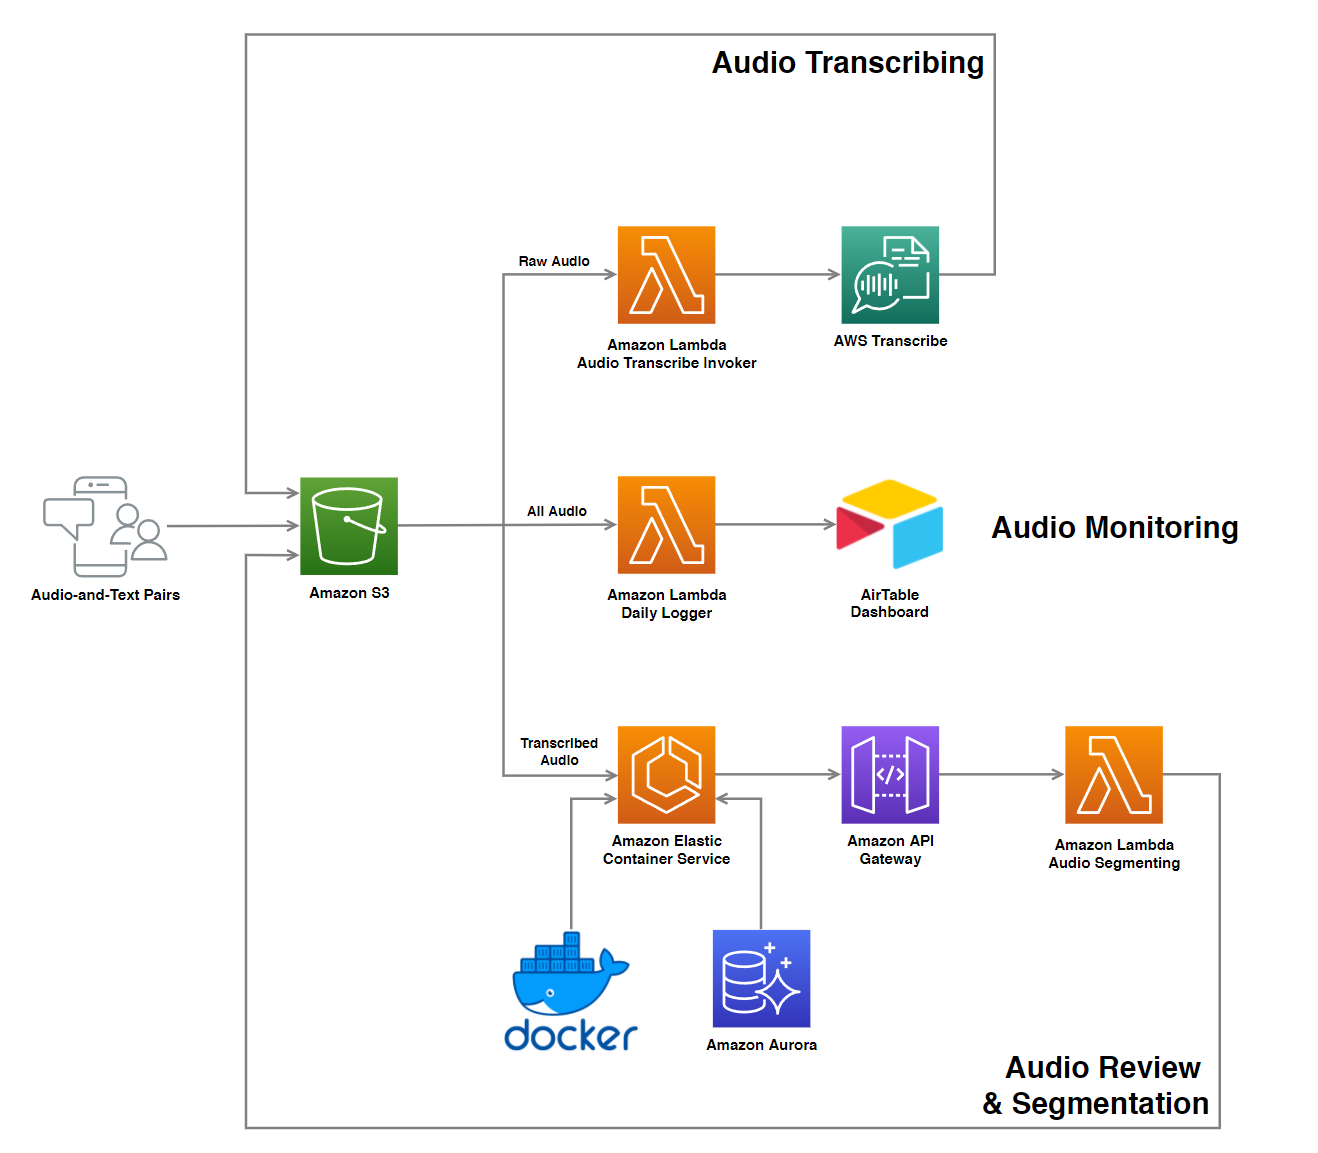 Audio Transcribing
Raw Audio
Amazon Lambda
Audio Transcribe Invoker
AWS Transcribe
Audio-and-Text Pairs
Amazon S3
All Audio
Amazon Lambda
Daily Logger
AirTable
Dashboard
Audio Monitoring
Transcribed
Audio
Amazon Elastic
Container Service
Amazon API
Gateway
</>
Amazon Lambda
Audio Segmenting
docker
Amazon Aurora
Audio Review
& Segmentation